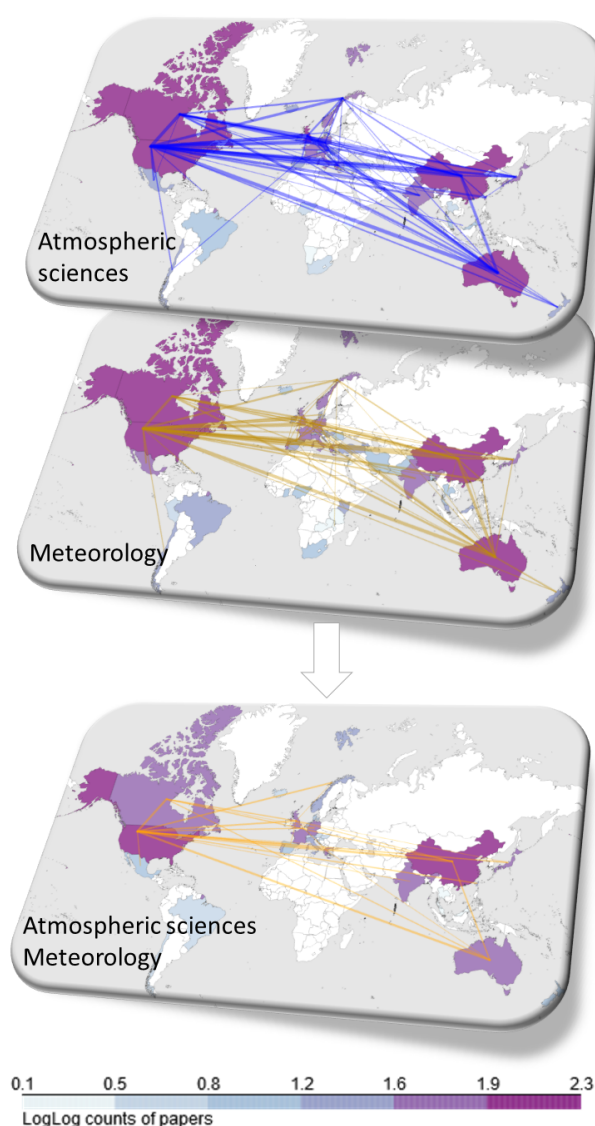 Atmospheric
sciences
Meteorology
Atmospheric sciences
Meteorology
0.1 0.5 0.8 1.2 1.6 1.9 2.3
LogLog counts of papers